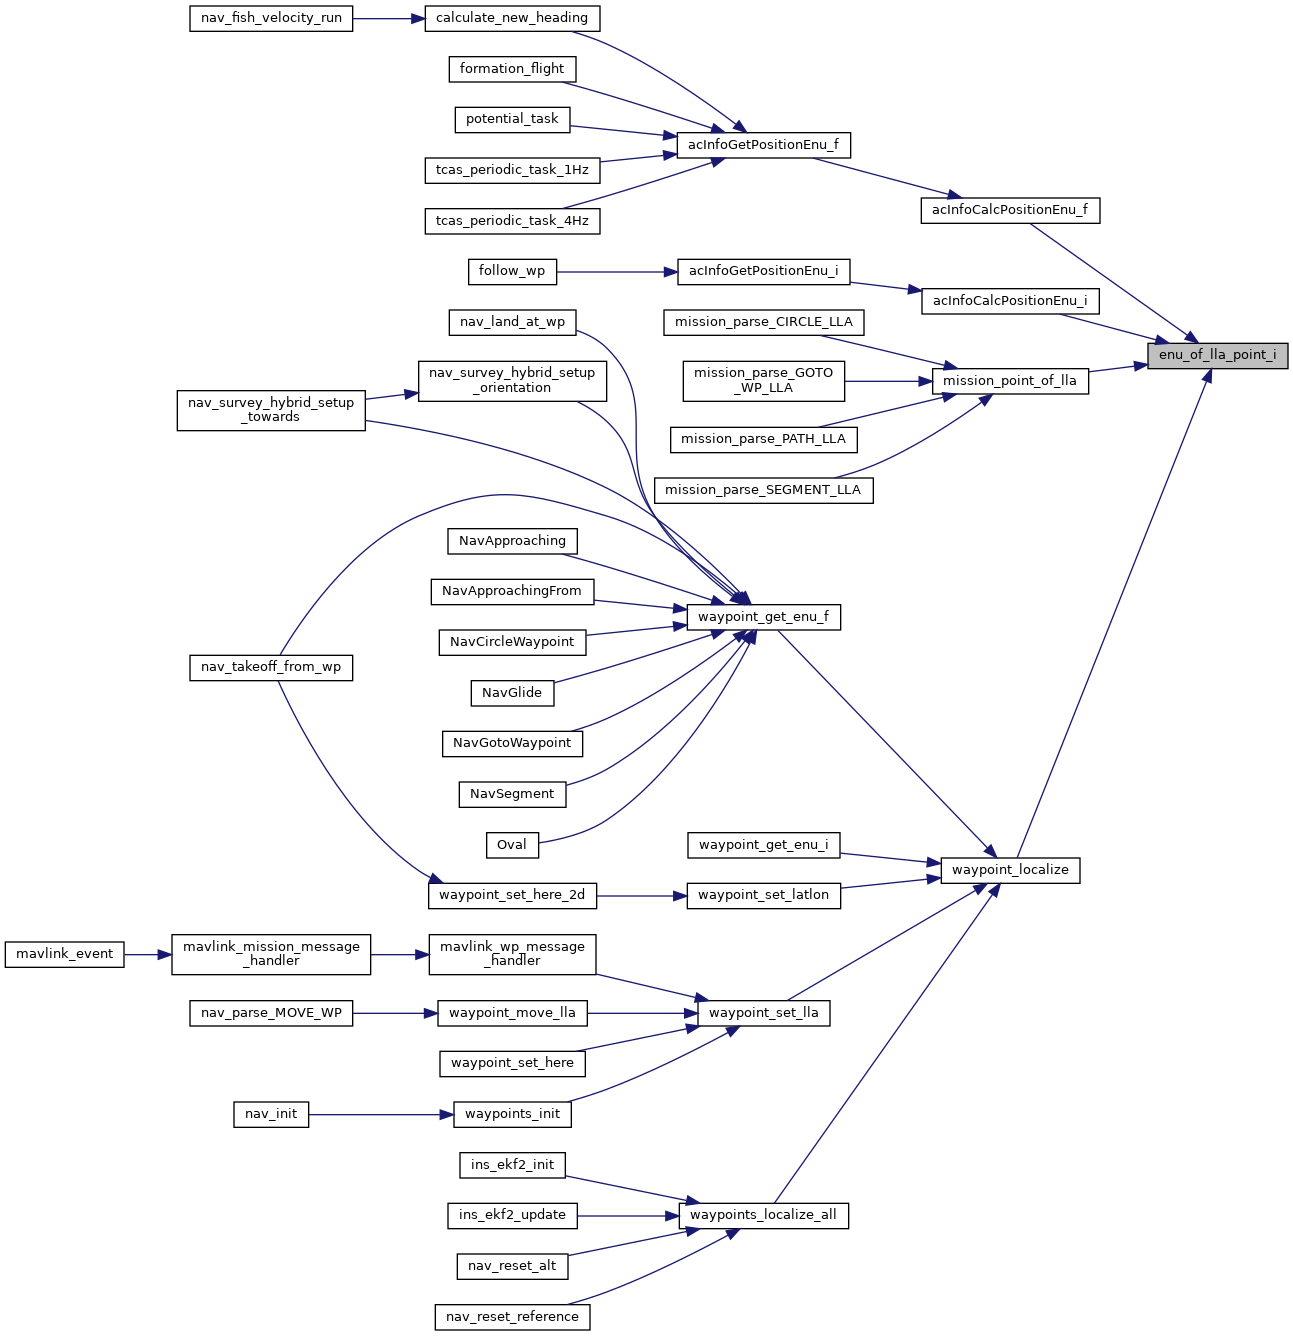 nav_fish_velocity_run
calculate_new_heading
formation_flight
potential_task
acInfoGetPositionEnu_f
tcas_periodic_task_1Hz
acInfoCalcPositionEnu_f
tcas_periodic_task_4Hz
follow_wp
acInfoGetPositionEnu_i
acInfoCalcPositionEnu_i
nav_land_at_wp
mission_parse_CIRCLE_LLA
enu_of_lla_point_i
nav_survey_hybrid_setup
_orientation
mission_parse_GOTO
_WP_LLA
mission_point_of_lla
nav_survey_hybrid_setup
_towards
mission_parse_PATH_LLA
mission_parse_SEGMENT_LLA
NavApproaching
NavApproachingFrom
waypoint_get_enu_f
NavCircleWaypoint
nav_takeoff_from_wp
NavGlide
NavGotoWaypoint
NavSegment
Oval
waypoint_get_enu_i
waypoint_localize
waypoint_set_here_2d
waypoint_set_latlon
mavlink_event
mavlink_mission_message
_handler
mavlink_wp_message
_handler
nav_parse_MOVE_WP
waypoint_move_lla
waypoint_set_lla
waypoint_set_here
nav_init
waypoints_init
ins_ekf2_init
ins_ekf2_update
waypoints_localize_all
nav_reset_alt
nav_reset_reference